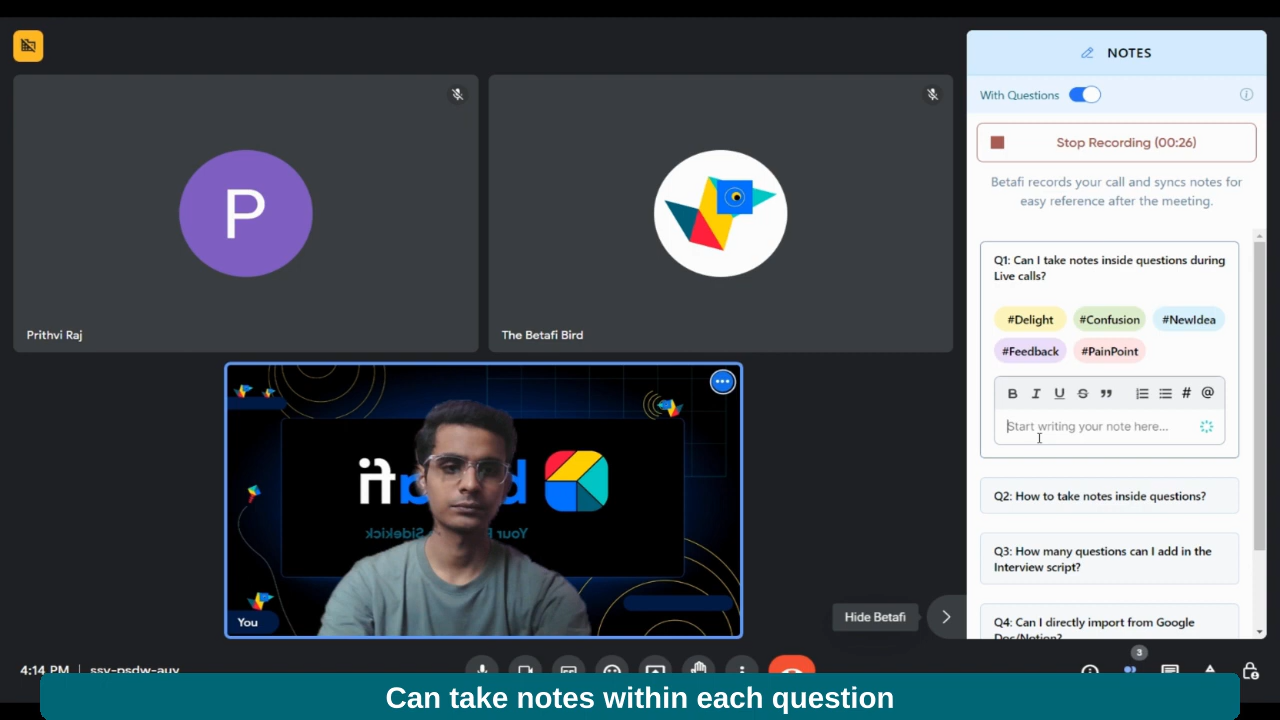 NOTES
With Questions
Stop Recording (00:26)
Betafi records your call and syncs notes for
easy reference after the meeting.
P
Prithvi Raj
The Betafi Bird
Q1: Can I take notes inside questions during
Live calls?
#Delight #Confusion #NewIdea
#Feedback #PainPoint
B I U S
# @
Start writing your note here...
You
Q2: How to take notes inside questions?
Q3: How many questions can I add in the
Interview script?
Hide Betafi
Q4: Can I directly import from Google
Doc/Notion?
4:14 PM
ssv-psdw-auv
3
Can take notes within each question